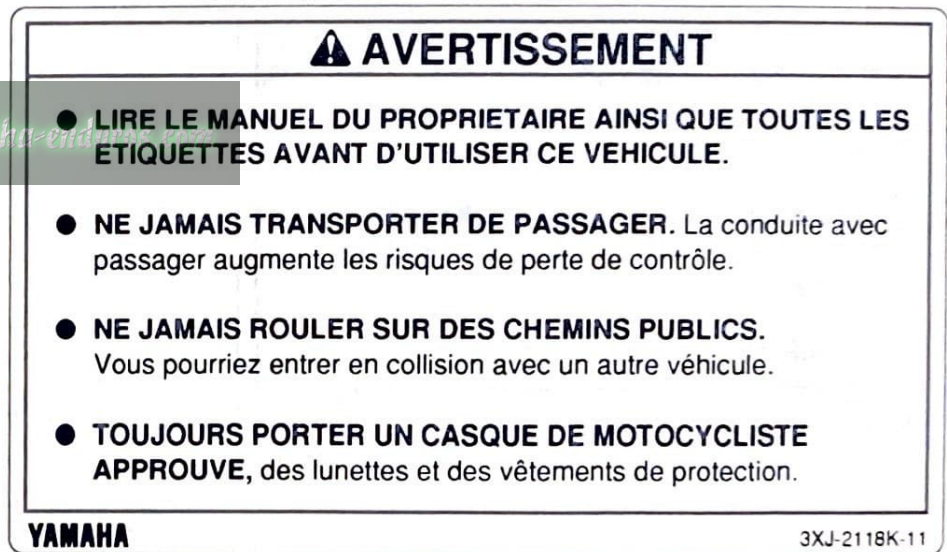 ⚠ AVERTISSEMENT
● LIRE LE MANUEL DU PROPRIETAIRE AINSI QUE TOUTES LES
ETIQUETTES AVANT D'UTILISER CE VEHICULE.
● NE JAMAIS TRANSPORTER DE PASSAGER. La conduite avec
passager augmente les risques de perte de contrôle.
● NE JAMAIS ROULER SUR DES CHEMINS PUBLICS.
Vous pourriez entrer en collision avec un autre véhicule.
● TOUJOURS PORTER UN CASQUE DE MOTOCYCLISTE
APPROUVE, des lunettes et des vêtements de protection.
YAMAHA
3XJ-2118K-11